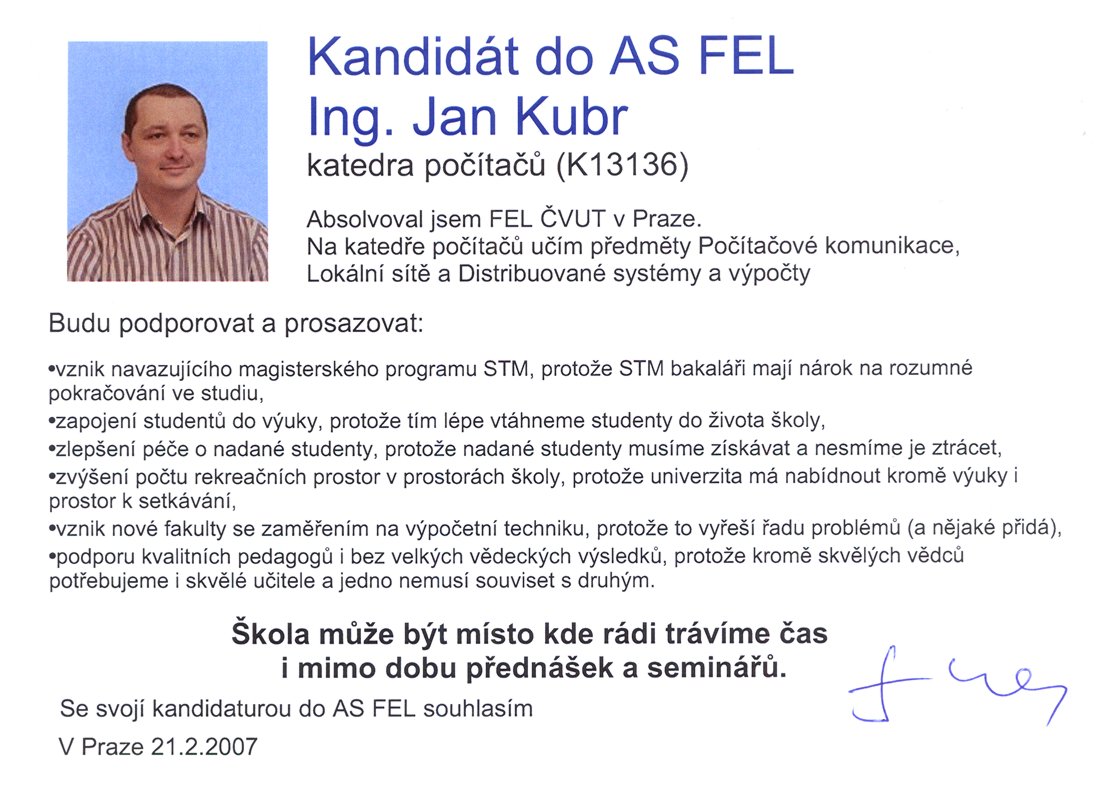 Kandidát do AS FEL
Ing. Jan Kubr
katedra počítačů (K13136)
Absolvoval jsem FEL ČVUT v Praze.
Na katedře počítačů učím předměty Počítačové komunikace,
Lokální sítě a Distribuované systémy a výpočty
Budu podporovat a prosazovat:
•vznik navazujícího magisterského programu STM, protože STM bakaláři mají nárok na rozumné
pokračování ve studiu,
•zapojení studentů do výuky, protože tím lépe vtáhneme studenty do života školy,
•zlepšení péče o nadané studenty, protože nadané studenty musíme získávat a nesmíme je ztrácet,
•zvýšení počtu rekreačních prostor v prostorách školy, protože univerzita má nabídnout kromě výuky i
prostor k setkávání,
•vznik nové fakulty se zaměřením na výpočetní techniku, protože to vyřeší řadu problémů (a nějaké přidá),
•podporu kvalitních pedagogů i bez velkých vědeckých výsledků, protože kromě skvělých vědců
potřebujeme i skvělé učitele a jedno nemusí souviset s druhým.
Škola může být místo kde rádi trávíme čas
i mimo dobu přednášek a seminářů.
Se svojí kandidaturou do AS FEL souhlasím
V Praze 21.2.2007